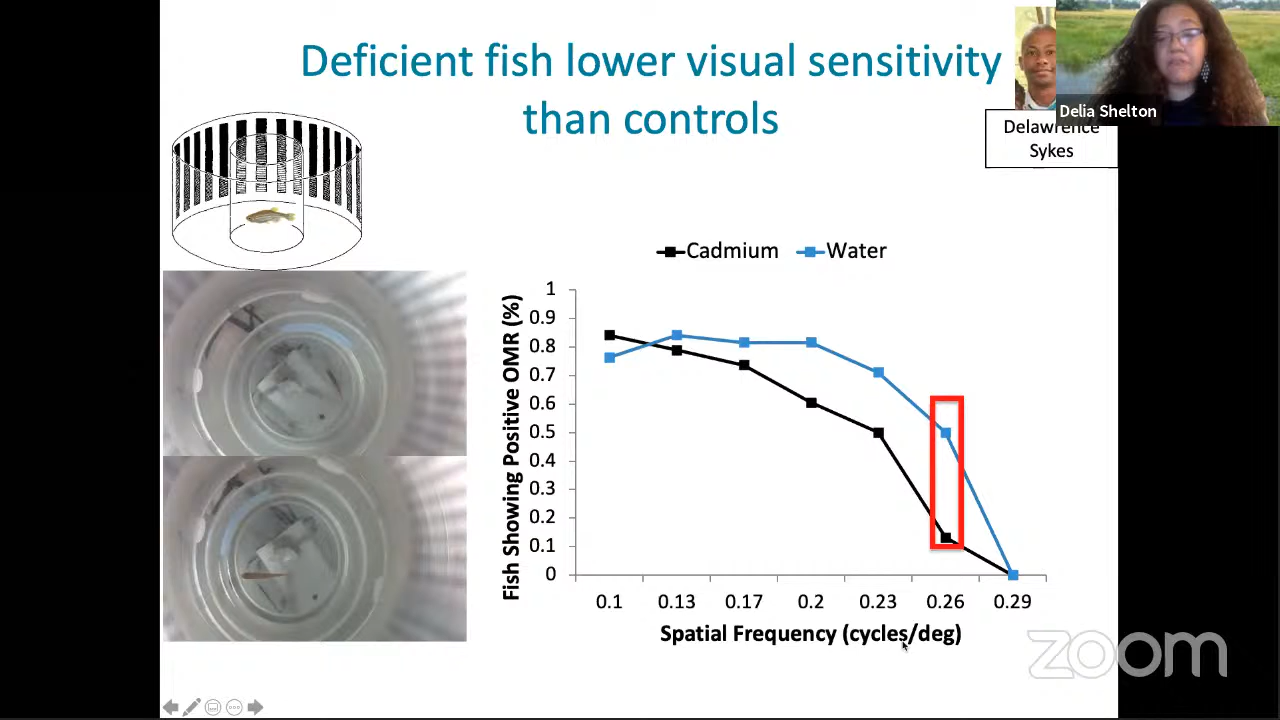 Deficient fish lower visual sensitivity
than controls
Delia Shelton
Delawrence
Sykes
Cadmium
Water
Fish Showing Positive OMR (%)
1
0.9
0.8
0.7
0.6
0.5
0.4
0.3
0.2
0.1
0
0.1 0.13 0.17 0.2 0.23 0.26 0.29
Spatial Frequency (cycles/deg)
zoom